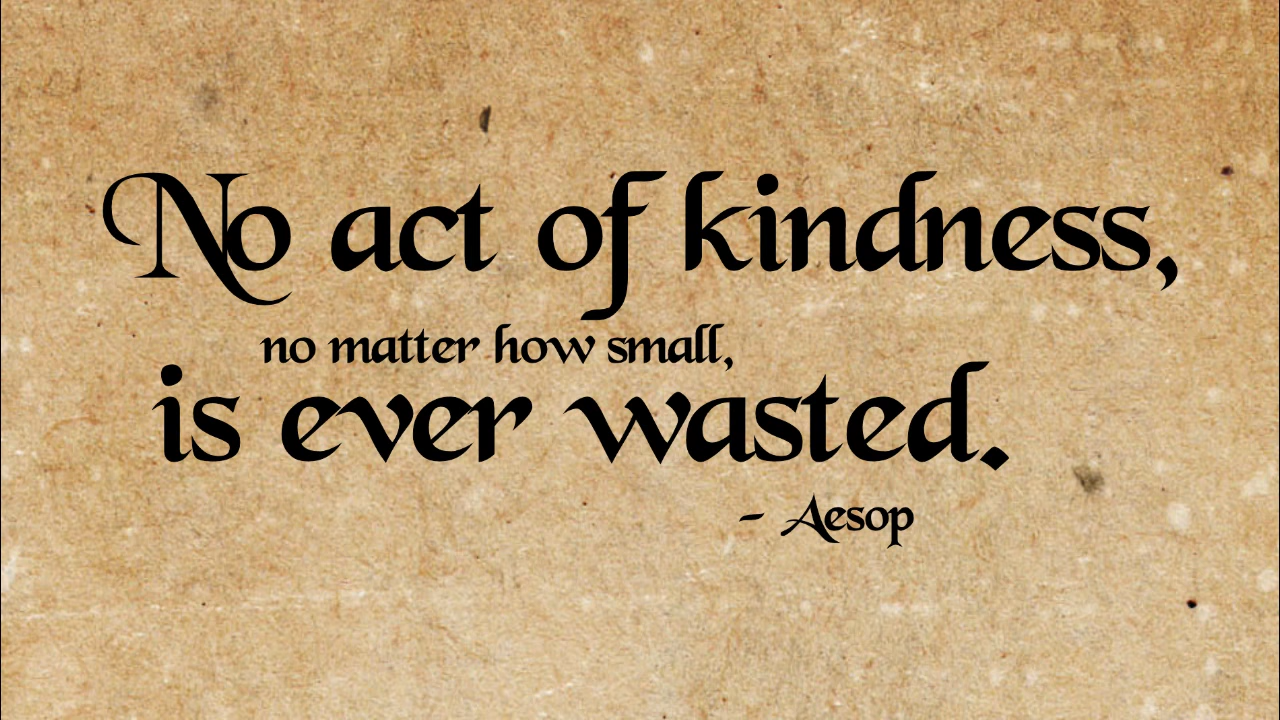 No act of kindness,
no matter how small,
is ever wasted.
- Aesop